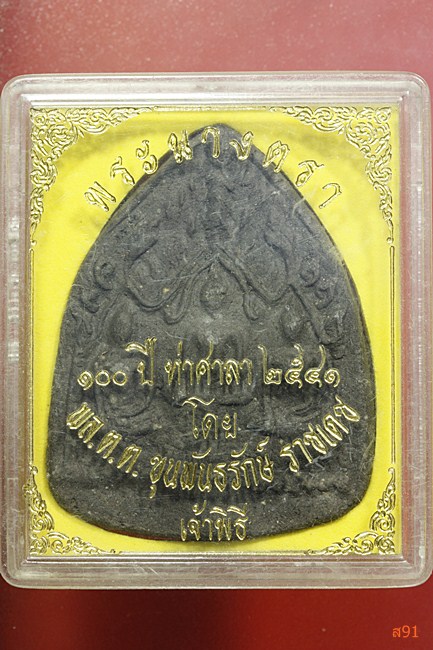 พระนางตรา
๑๐๐ ปี ท่าศาลา ๒๕๔๑
โดย
พล.ต.ต. ขุนพันธรักษ์ ราชเดช
เจ้าพิธี
ส91